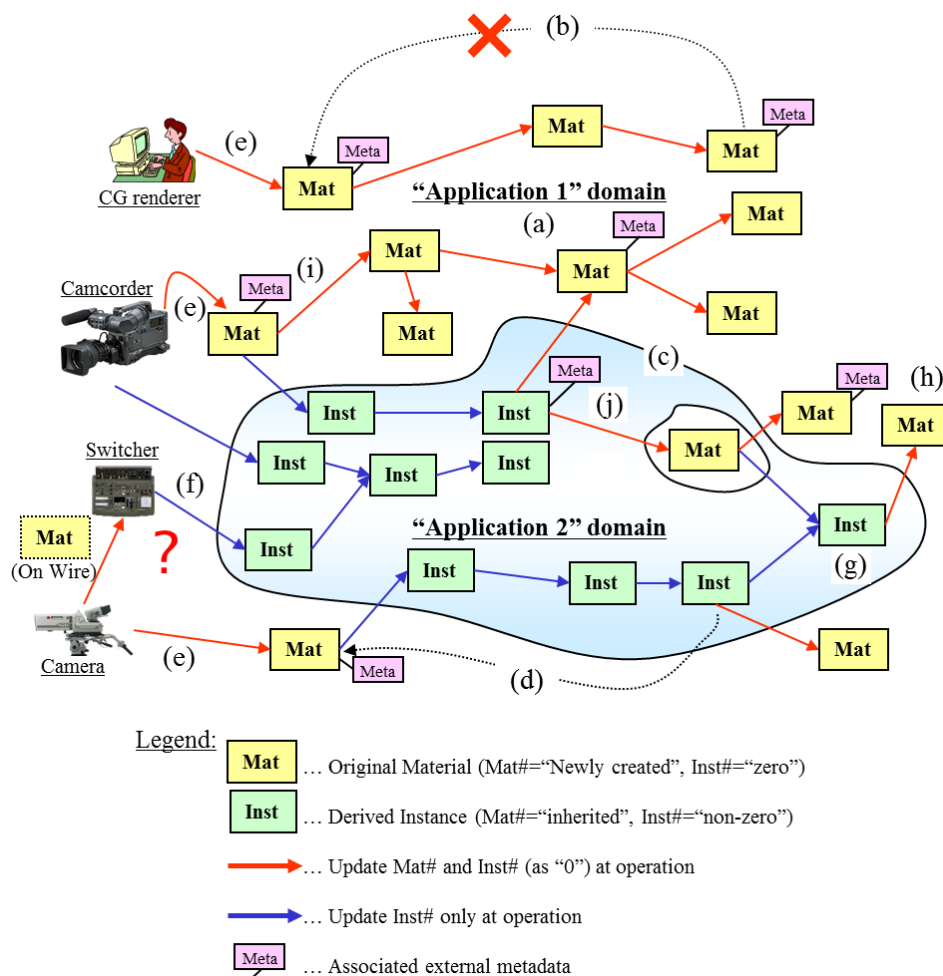 (b)
Meta
Mat
(e)
Meta
Mat
Mat
CG renderer
“Application 1” domain
Mat
(a)
Meta
Mat
(i)
Camcorder
Meta
Mat
(e)
Mat
Mat
Mat
(c)
Meta
(j)
Meta
(h)
Inst
Inst
Mat
Mat
Switcher
Inst
Inst
Inst
Mat
(f)
Mat
“Application 2” domain
Inst
(On Wire)
?
Inst
Inst
(g)
Inst
Inst
Camera
(e)
Mat
Meta
(d)
Mat
Legend:
Mat
… Original Material (Mat#=“Newly created”, Inst#=“zero”)
Inst
… Derived Instance (Mat#=“inherited”, Inst#=“non-zero”)
… Update Mat# and Inst# (as “0”) at operation
… Update Inst# only at operation
Meta
… Associated external metadata